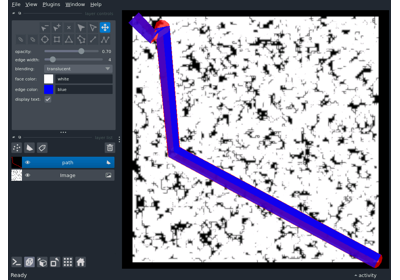 File View Plugins Window Help
opacity: 0.70
edge width: 4
blending: translucent
face color: white
edge color: blue
display text: ✓
path
Image
Ready
activity